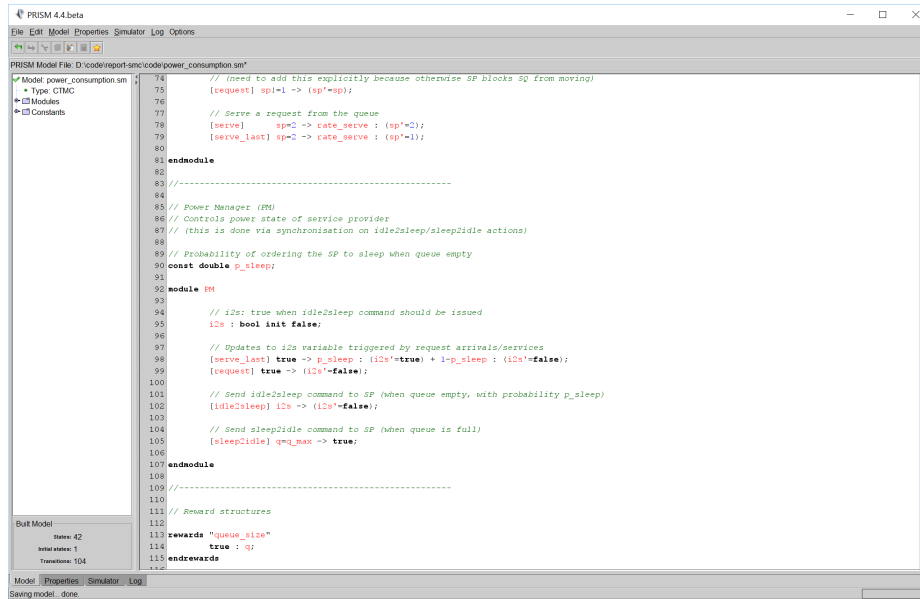 PRISM 4.4.beta
File Edit Model Properties Simulator Log Options
PRISM Model File: D:\code\report-smc\code\power_consumption.sm*
Model: power_consumption.sm
Type: CTMC
Modules
Constants
74 // (need to add this explicitly because otherwise SP blocks SQ from moving)
75 [request] sp!=1 -> (sp'=sp);
76
77 // Serve a request from the queue
78 [serve] sp=2 -> rate_serve : (sp'=2);
79 [serve_last] sp=2 -> rate_serve : (sp'=1);
80
81 endmodule
82
83 //-----------------------------------------------------
84
85 // Power Manager (PM)
86 // Controls power state of service provider
87 // (this is done via synchronisation on idle2sleep/sleep2idle actions)
88
89 // Probability of ordering the SP to sleep when queue empty
90 const double p_sleep;
91
92 module PM
93
94 // i2s: true when idle2sleep command should be issued
95 i2s : bool init false;
96
97 // Updates to i2s variable triggered by request arrivals/services
98 [serve_last] true -> p_sleep : (i2s'=true) + 1-p_sleep : (i2s'=false);
99 [request] true -> (i2s'=false);
100
101 // Send idle2sleep command to SP (when queue empty, with probability p_sleep)
102 [idle2sleep] i2s -> (i2s'=false);
103
104 // Send sleep2idle command to SP (when queue is full)
105 [sleep2idle] q=q_max -> true;
106
107 endmodule
108
109 //-----------------------------------------------------
110
111 // Reward structures
112
113 rewards "queue_size"
114 true : q;
115 endrewards
Built Model
States: 42
Initial states: 1
Transitions: 104
Model Properties Simulator Log
Saving model... done.